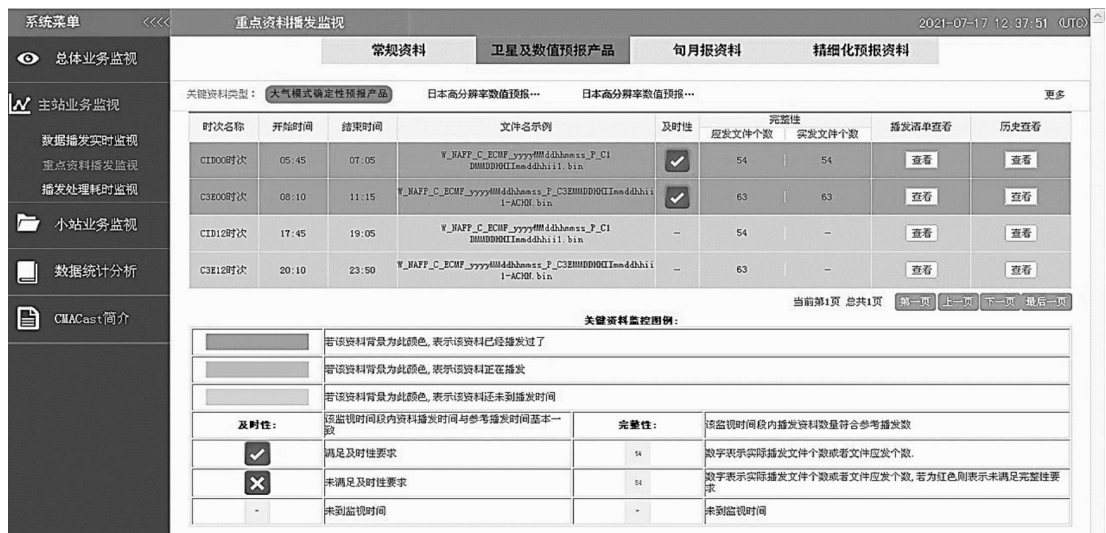 系统菜单 <<<<
重点资料播发监视
2021-07-17 12:37:51 (UTC)
总体业务监视
主站业务监视
数据播发实时监视
重点资料播发监视
播发处理耗时监视
小站业务监视
数据统计分析
CMACast简介
常规资料 卫星及数值预报产品 旬月报资料 精细化预报资料
关键资料类型: 大气模式确定性预报产品 日本高分辨率数值预报… 日本高分辨率数值预报… 更多
时次名称 开始时间 结束时间 文件名示例 及时性 完整性 播发清单查看 历史查看
应发文件个数 实发文件个数
C1D00时次 05:45 07:05 W_NAFP_C_ECMF_yyyyMMddhhmmss_P_C1
DMMDDHHIImmddhhii1.bin 54 54 查看 查看
C3E00时次 08:10 11:15 W_NAFP_C_ECMF_yyyyMMddhhmmss_P_C3EMMDDHHIImmddhhii
1-ACHN.bin 63 63 查看 查看
C1D12时次 17:45 19:05 W_NAFP_C_ECMF_yyyyMMddhhmmss_P_C1
DMMDDHHIImmddhhii1.bin - 54 - 查看 查看
C3E12时次 20:10 23:50 W_NAFP_C_ECMF_yyyyMMddhhmmss_P_C3EMMDDHHIImmddhhii
1-ACHN.bin - 63 - 查看 查看
当前第1页 总共1页 第一页 上一页 下一页 最后一页
关键资料监控图例:
若该资料背景为此颜色,表示该资料已经播发过了
若该资料背景为此颜色,表示该资料正在播发
若该资料背景为此颜色,表示该资料还未到播发时间
及时性: 该监视时间段内资料播发时间与参考播发时间基本一
致 完整性: 该监视时间段内播发资料数量符合参考播发数
满足及时性要求 54 数字表示实际播发文件个数或者文件应发个数.
未满足及时性要求 54 数字表示实际播发文件个数或者文件应发个数,若为红色则表示未满足完整性要
求
- 未到监视时间 - 未到监视时间